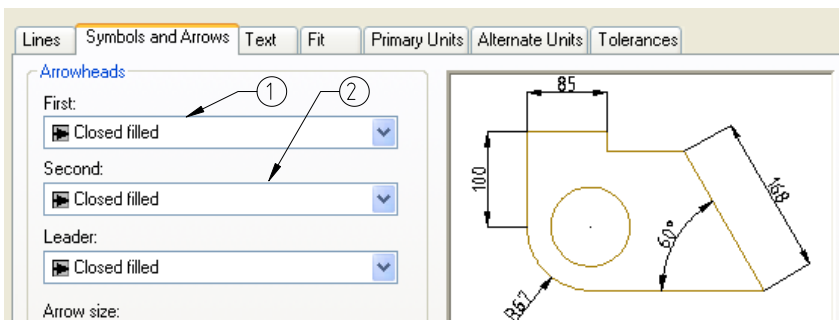 Lines Symbols and Arrows Text Fit Primary Units Alternate Units Tolerances
Arrowheads
First:
1
Closed filled
2
Second:
Closed filled
Leader:
Closed filled
Arrow size:
85
100
168
60°
R67